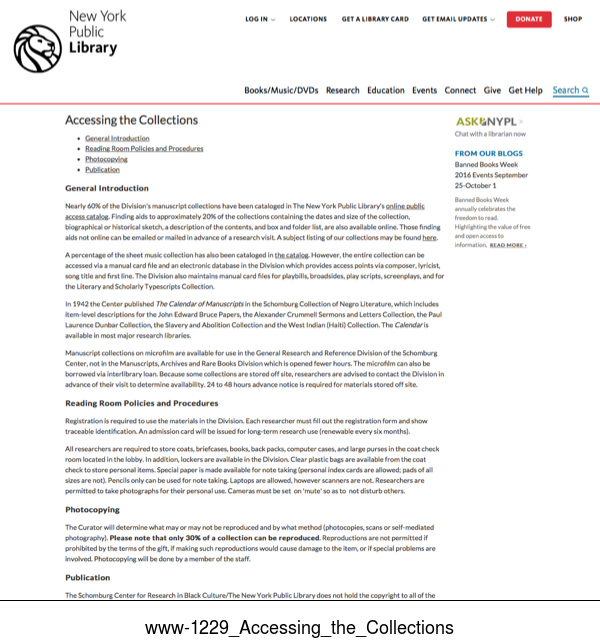 New York
Public
Library
LOG IN
LOCATIONS
GET A LIBRARY CARD
GET EMAIL UPDATES
DONATE
SHOP
Books/Music/DVDs Research Education Events Connect Give Get Help Search
Accessing the Collections
• General Introduction
• Reading Room Policies and Procedures
• Photocopying
• Publication
General Introduction
Nearly 60% of the Division's manuscript collections have been cataloged in The New York Public Library's online public
access catalog. Finding aids to approximately 20% of the collections containing the dates and size of the collection,
biographical or historical sketch, a description of the contents, and box and folder list, are also available online. Those finding
aids not online can be emailed or mailed in advance of a research visit. A subject listing of our collections may be found here.
A percentage of the sheet music collection has also been cataloged in the catalog. However, the entire collection can be
accessed via a manual card file and an electronic database in the Division which provides access points via composer, lyricist,
song title and first line. The Division also maintains manual card files for playbills, broadsides, play scripts, screenplays, and for
the Literary and Scholarly Typescripts Collection.
In 1942 the Center published The Calendar of Manuscripts in the Schomburg Collection of Negro Literature, which includes
item-level descriptions for the John Edward Bruce Papers, the Alexander Crummell Sermons and Letters Collection, the Paul
Laurence Dunbar Collection, the Slavery and Abolition Collection and the West Indian (Haiti) Collection. The Calendar is
available in most major research libraries.
Manuscript collections on microfilm are available for use in the General Research and Reference Division of the Schomburg
Center, not in the Manuscripts, Archives and Rare Books Division which is opened fewer hours. The microfilm can also be
borrowed via interlibrary loan. Because some collections are stored off site, researchers are advised to contact the Division in
advance of their visit to determine availability. 24 to 48 hours advance notice is required for materials stored off site.
Reading Room Policies and Procedures
Registration is required to use the materials in the Division. Each researcher must fill out the registration form and show
traceable identification. An admission card will be issued for long-term research use (renewable every six months).
All researchers are required to store coats, briefcases, books, back packs, computer cases, and large purses in the coat check
room located in the lobby. In addition, lockers are available in the Division. Clear plastic bags are available from the coat
check to store personal items. Special paper is made available for note taking (personal index cards are allowed; pads of all
sizes are not). Pencils only can be used for note taking. Laptops are allowed, however scanners are not. Researchers are
permitted to take photographs for their personal use. Cameras must be set on 'mute' so as to not disturb others.
Photocopying
The Curator will determine what may or may not be reproduced and by what method (photocopies, scans or self-mediated
photography). Please note that only 30% of a collection can be reproduced. Reproductions are not permitted if
prohibited by the terms of the gift, if making such reproductions would cause damage to the item, or if special problems are
involved. Photocopying will be done by a member of the staff.
Publication
The Schomburg Center for Research in Black Culture/The New York Public Library does not hold the copyright to all of the
ASK NYPL >
Chat with a librarian now
FROM OUR BLOGS
Banned Books Week
2016 Events September
25-October 1
Banned Books Week
annually celebrates the
freedom to read.
Highlighting the value of free
and open access to
information, READ MORE ›
www-1229_Accessing_the_Collections